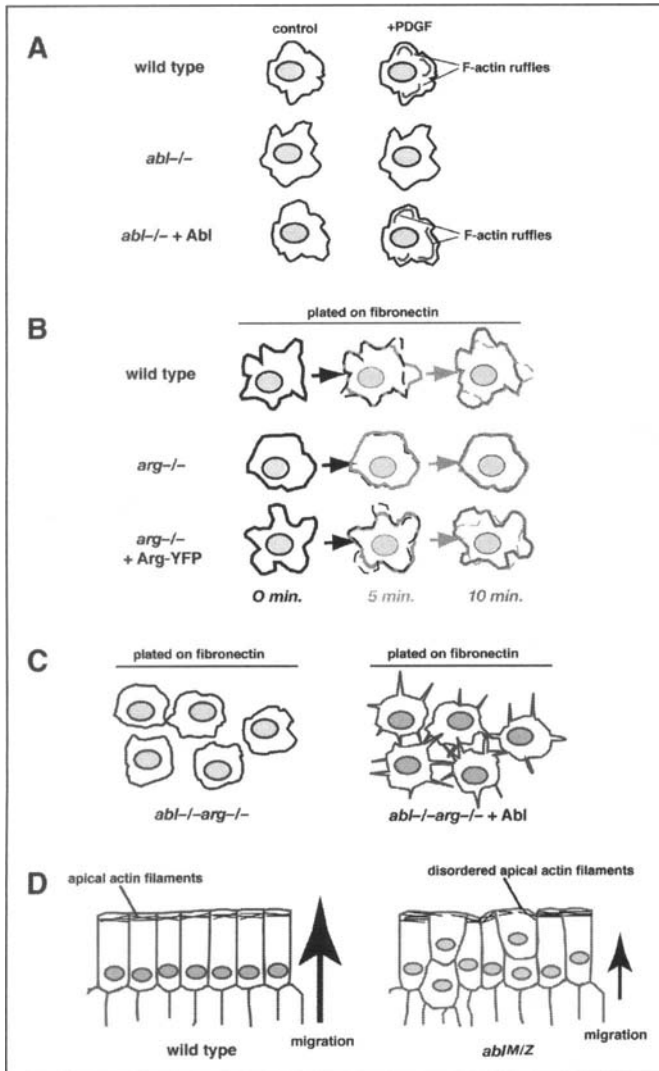 A
control
+PDGF
wild type
F-actin ruffles
abl–/–
abl–/– + Abl
F-actin ruffles
B
plated on fibronectin
wild type
arg–/–
arg–/–
+ Arg-YFP
O min.
5 min.
10 min.
C
plated on fibronectin
plated on fibronectin
abl–/–arg–/–
abl–/–arg–/– + Abl
D
apical actin filaments
disordered apical actin filaments
migration
migration
wild type
ablM/Z